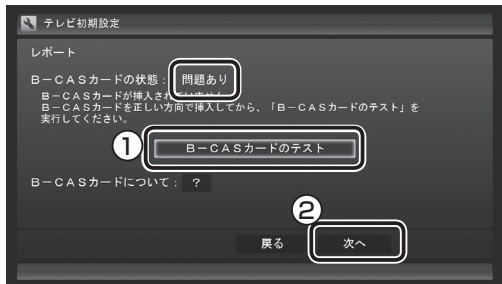 テレビ初期設定
レポート
B-CASカードの状態: 問題あり
B-CASカードが挿入されていません
B-CASカードを正しい方向で挿入してから、「B-CASカードのテスト」を
実行してください。
① B-CASカードのテスト
B-CASカードについて: ?
②
戻る 次へ